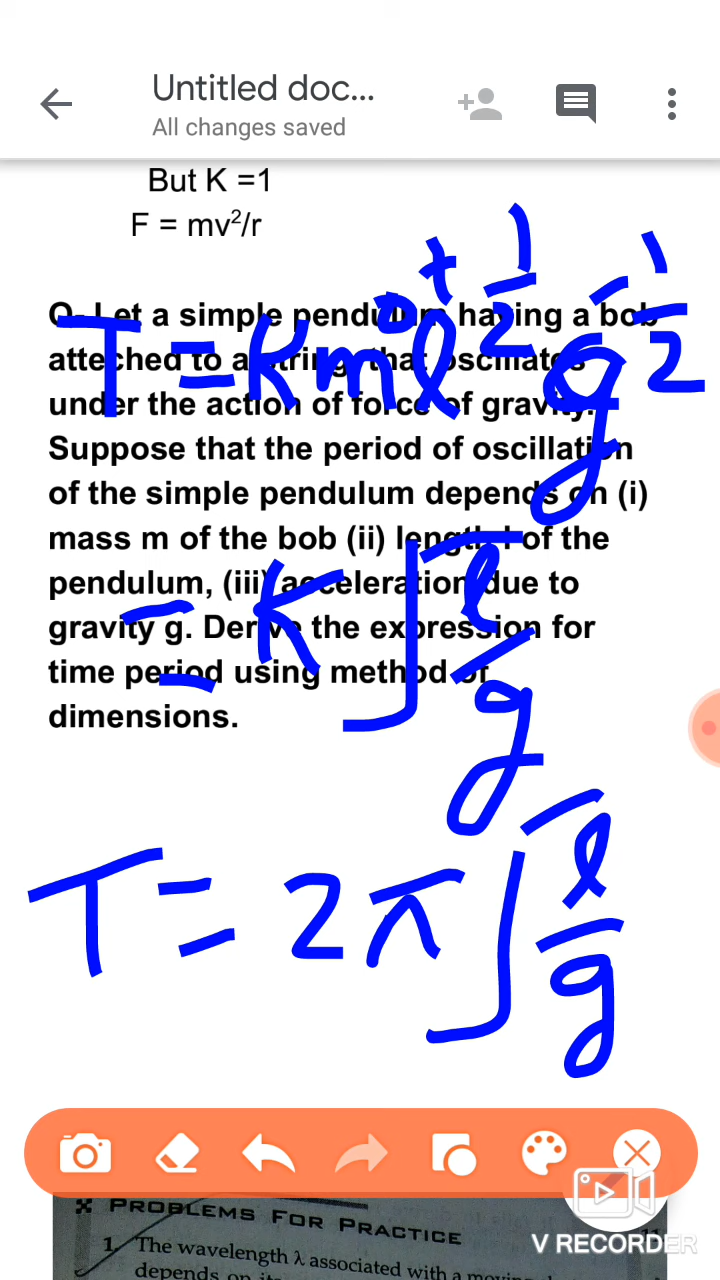 Untitled doc...
All changes saved
But K =1
F = mv²/r
Q- Let a simple pendulum having a bob
atteched to a string, that oscillates
under the action of force of gravity.
Suppose that the period of oscillation
of the simple pendulum depends on (i)
mass m of the bob (ii) length l of the
pendulum, (iii) acceleration due to
gravity g. Derive the expression for
time period using method of
dimensions.
T = K m⁰ l^+1/2 g^-1/2
= K √l/g
T = 2π √l/g
PROBLEMS FOR PRACTICE
1. The wavelength λ associated with a moving
depends on its
V RECORDER